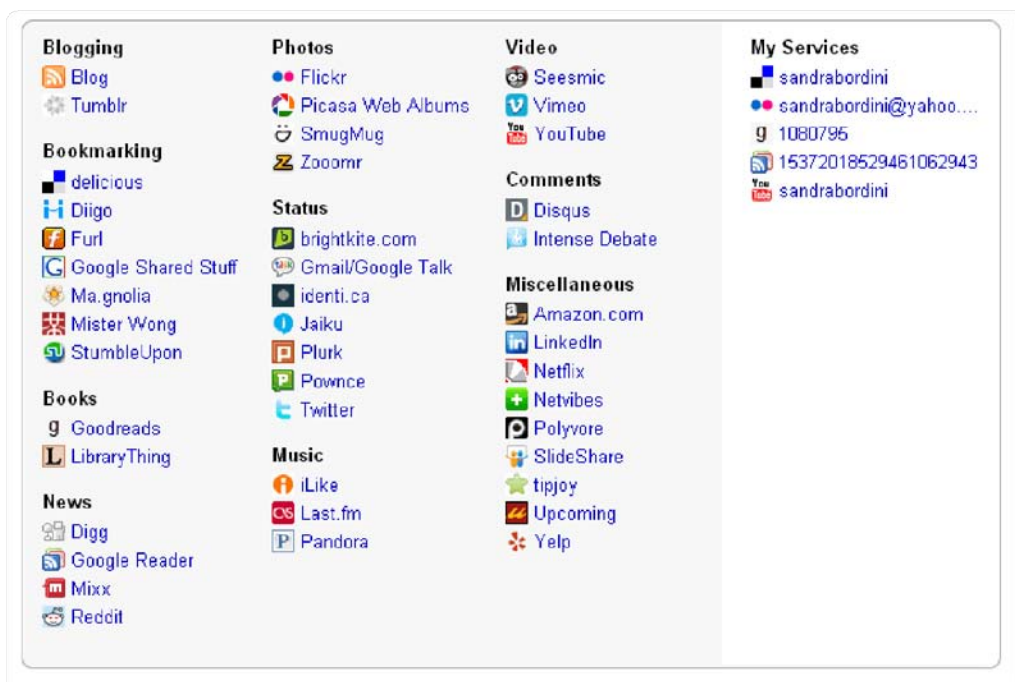 Blogging
Blog
Tumblr
Bookmarking
delicious
Diigo
Furl
Google Shared Stuff
Ma.gnolia
Mister Wong
StumbleUpon
Books
Goodreads
LibraryThing
News
Digg
Google Reader
Mixx
Reddit
Photos
Flickr
Picasa Web Albums
SmugMug
Zooomr
Status
brightkite.com
Gmail/Google Talk
identi.ca
Jaiku
Plurk
Pownce
Twitter
Music
iLike
Last.fm
Pandora
Video
Seesmic
Vimeo
YouTube
Comments
Disqus
Intense Debate
Miscellaneous
Amazon.com
LinkedIn
Netflix
Netvibes
Polyvore
SlideShare
tipjoy
Upcoming
Yelp
My Services
sandrabordini
sandrabordini@yahoo....
1080795
15372018529461062943
sandrabordini